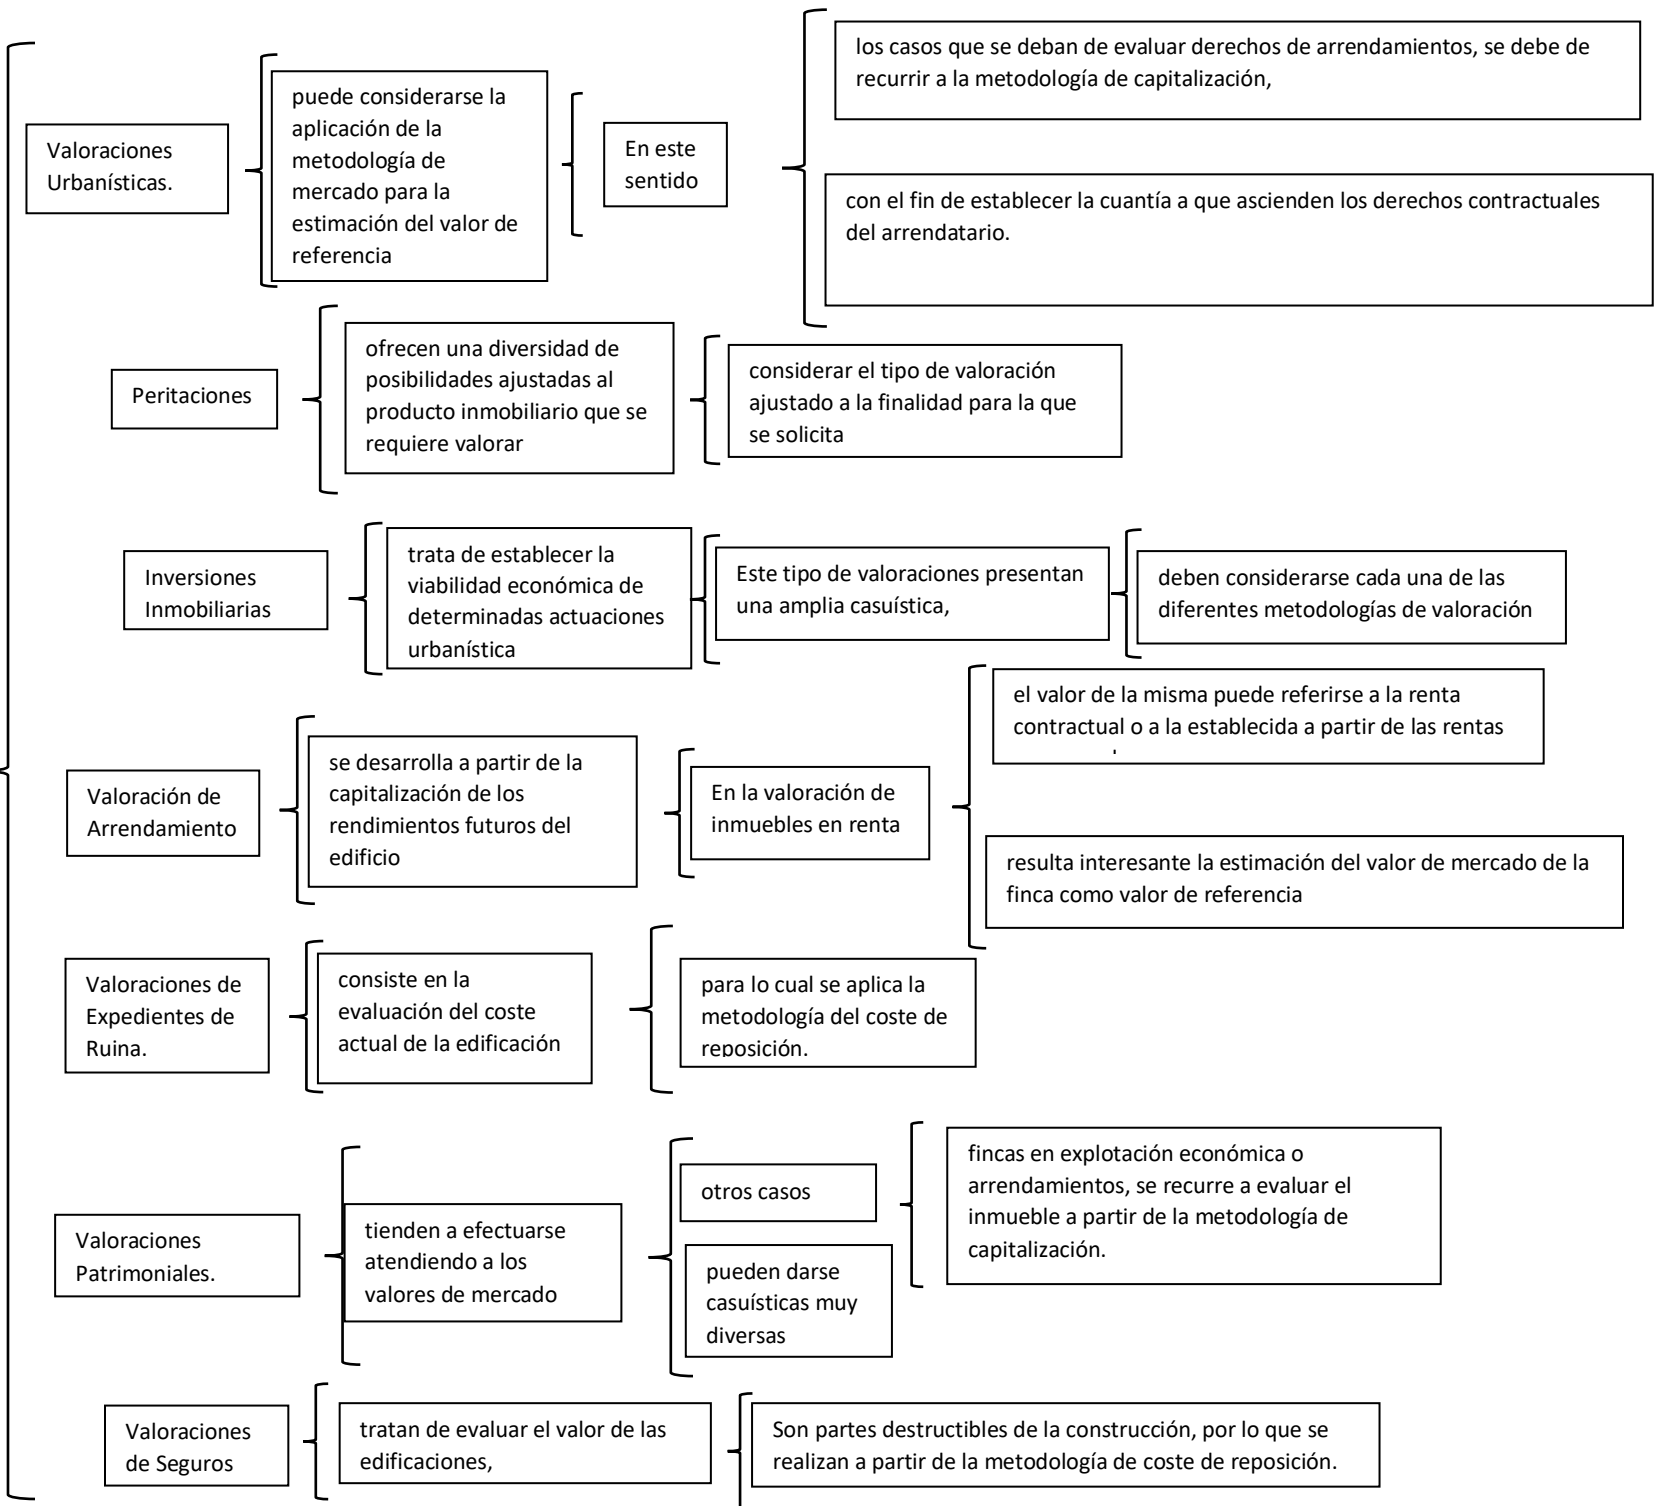 Valoraciones
Urbanísticas.
puede considerarse la
aplicación de la
metodología de
mercado para la
estimación del valor de
referencia
En este
sentido
los casos que se deban de evaluar derechos de arrendamientos, se debe de
recurrir a la metodología de capitalización,
con el fin de establecer la cuantía a que ascienden los derechos contractuales
del arrendatario.
Peritaciones
ofrecen una diversidad de
posibilidades ajustadas al
producto inmobiliario que se
requiere valorar
considerar el tipo de valoración
ajustado a la finalidad para la que
se solicita
Inversiones
Inmobiliarias
trata de establecer la
viabilidad económica de
determinadas actuaciones
urbanística
Este tipo de valoraciones presentan
una amplia casuística,
deben considerarse cada una de las
diferentes metodologías de valoración
Valoración de
Arrendamiento
se desarrolla a partir de la
capitalización de los
rendimientos futuros del
edificio
En la valoración de
inmuebles en renta
el valor de la misma puede referirse a la renta
contractual o a la establecida a partir de las rentas
resulta interesante la estimación del valor de mercado de la
finca como valor de referencia
Valoraciones de
Expedientes de
Ruina.
consiste en la
evaluación del coste
actual de la edificación
para lo cual se aplica la
metodología del coste de
reposición.
Valoraciones
Patrimoniales.
tienden a efectuarse
atendiendo a los
valores de mercado
otros casos
fincas en explotación económica o
arrendamientos, se recurre a evaluar el
inmueble a partir de la metodología de
capitalización.
pueden darse
casuísticas muy
diversas
Valoraciones
de Seguros
tratan de evaluar el valor de las
edificaciones,
Son partes destructibles de la construcción, por lo que se
realizan a partir de la metodología de coste de reposición.